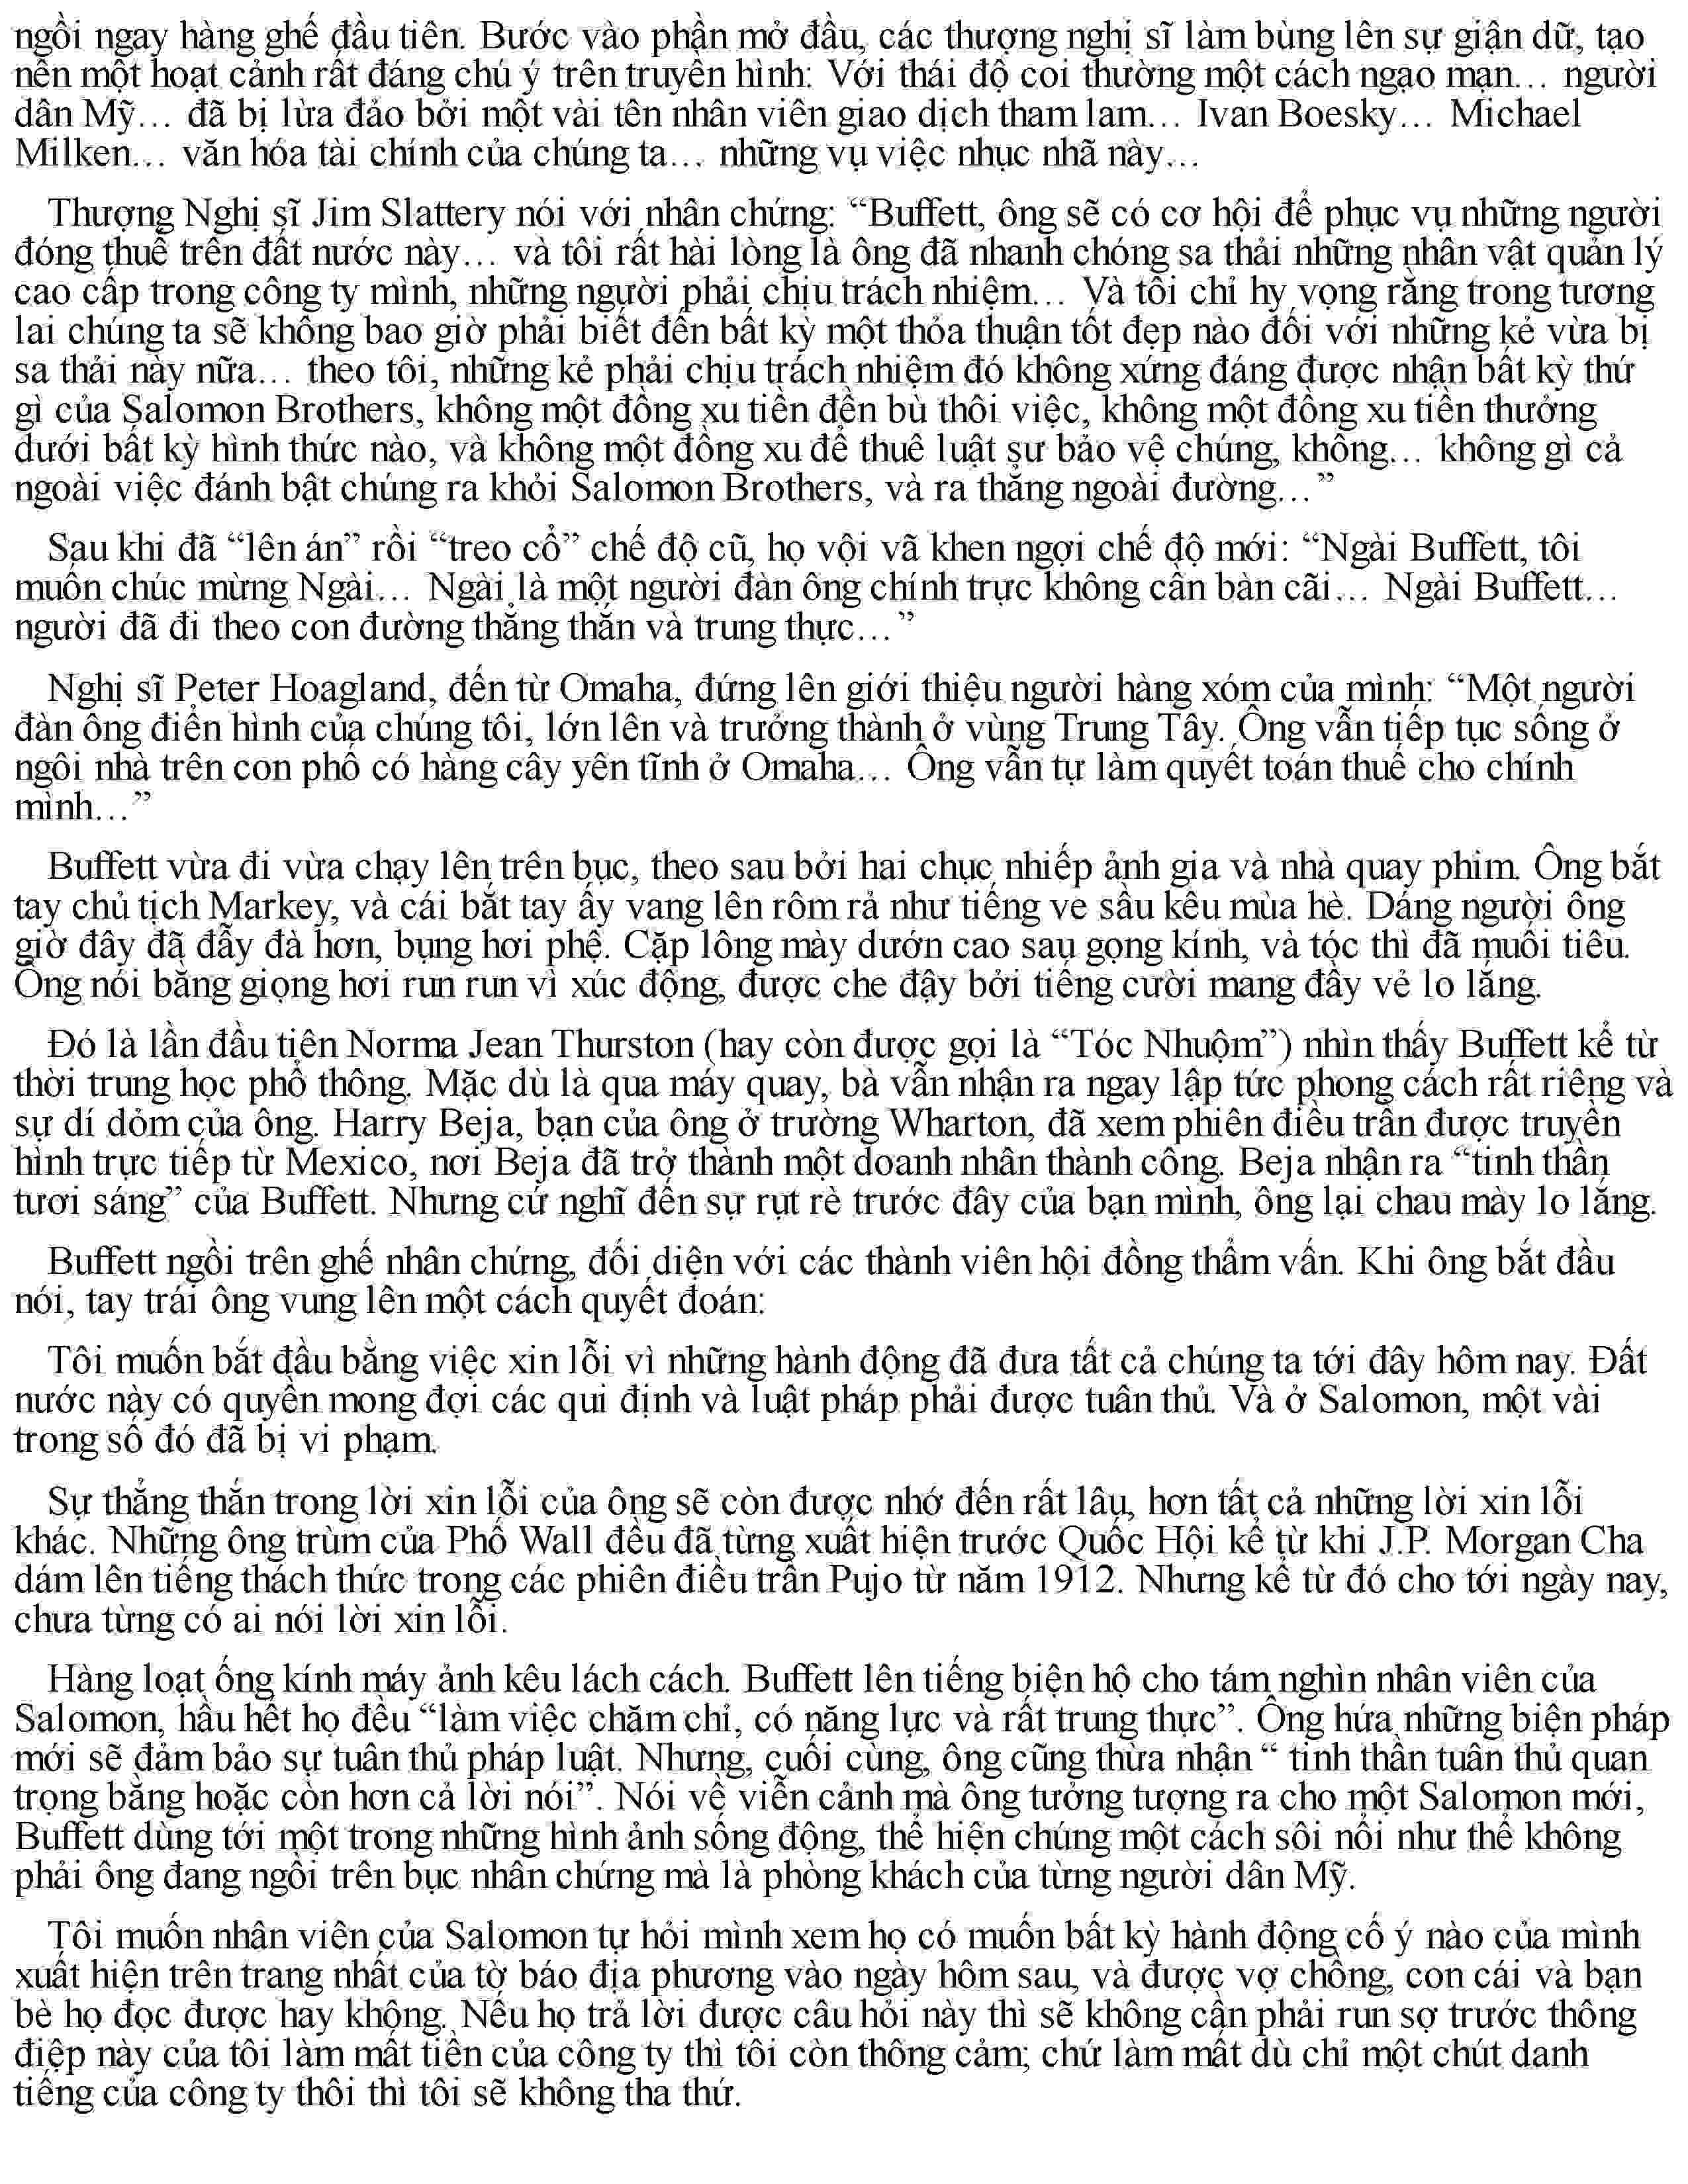 ngồi ngay hàng ghế đầu tiên. Bước vào phần mở đầu, các thượng nghị sĩ làm bùng lên sự giận dữ, tạo
nên một hoạt cảnh rất đáng chú ý trên truyền hình: Với thái độ coi thường một cách ngạo mạn… người
dân Mỹ… đã bị lừa đảo bởi một vài tên nhân viên giao dịch tham lam… Ivan Boesky… Michael
Milken… văn hóa tài chính của chúng ta… những vụ việc nhục nhã này…
Thượng Nghị sĩ Jim Slattery nói với nhân chứng: “Buffett, ông sẽ có cơ hội để phục vụ những người
đóng thuế trên đất nước này… và tôi rất hài lòng là ông đã nhanh chóng sa thải những nhân vật quản lý
cao cấp trong công ty mình, những người phải chịu trách nhiệm… Và tôi chỉ hy vọng rằng trong tương
lai chúng ta sẽ không bao giờ phải biết đến bất kỳ một thỏa thuận tốt đẹp nào đối với những kẻ vừa bị
sa thải này nữa… theo tôi, những kẻ phải chịu trách nhiệm đó không xứng đáng được nhận bất kỳ thứ
gì của Salomon Brothers, không một đồng xu tiền đền bù thôi việc, không một đồng xu tiền thưởng
dưới bất kỳ hình thức nào, và không một đồng xu để thuê luật sư bảo vệ chúng, không… không gì cả
ngoài việc đánh bật chúng ra khỏi Salomon Brothers, và ra thẳng ngoài đường…”
Sau khi đã “lên án” rồi “treo cổ” chế độ cũ, họ vội vã khen ngợi chế độ mới: “Ngài Buffett, tôi
muốn chúc mừng Ngài… Ngài là một người đàn ông chính trực không cần bàn cãi… Ngài Buffett…
người đã đi theo con đường thẳng thắn và trung thực…”
Nghị sĩ Peter Hoagland, đến từ Omaha, đứng lên giới thiệu người hàng xóm của mình: “Một người
đàn ông điển hình của chúng tôi, lớn lên và trưởng thành ở vùng Trung Tây. Ông vẫn tiếp tục sống ở
ngôi nhà trên con phố có hàng cây yên tĩnh ở Omaha… Ông vẫn tự làm quyết toán thuế cho chính
mình…”
Buffett vừa đi vừa chạy lên trên bục, theo sau bởi hai chục nhiếp ảnh gia và nhà quay phim. Ông bắt
tay chủ tịch Markey, và cái bắt tay ấy vang lên rôm rả như tiếng ve sầu kêu mùa hè. Dáng người ông
giờ đây đã đẫy đà hơn, bụng hơi phệ. Cặp lông mày dướn cao sau gọng kính, và tóc thì đã muối tiêu.
Ông nói bằng giọng hơi run run vì xúc động, được che đậy bởi tiếng cười mang đầy vẻ lo lắng.
Đó là lần đầu tiên Norma Jean Thurston (hay còn được gọi là “Tóc Nhuộm”) nhìn thấy Buffett kể từ
thời trung học phổ thông. Mặc dù là qua máy quay, bà vẫn nhận ra ngay lập tức phong cách rất riêng và
sự dí dỏm của ông. Harry Beja, bạn của ông ở trường Wharton, đã xem phiên điều trần được truyền
hình trực tiếp từ Mexico, nơi Beja đã trở thành một doanh nhân thành công. Beja nhận ra “tinh thần
tươi sáng” của Buffett. Nhưng cứ nghĩ đến sự rụt rè trước đây của bạn mình, ông lại chau mày lo lắng.
Buffett ngồi trên ghế nhân chứng, đối diện với các thành viên hội đồng thẩm vấn. Khi ông bắt đầu
nói, tay trái ông vung lên một cách quyết đoán:
Tôi muốn bắt đầu bằng việc xin lỗi vì những hành động đã đưa tất cả chúng ta tới đây hôm nay. Đất
nước này có quyền mong đợi các qui định và luật pháp phải được tuân thủ. Và ở Salomon, một vài
trong số đó đã bị vi phạm.
Sự thẳng thắn trong lời xin lỗi của ông sẽ còn được nhớ đến rất lâu, hơn tất cả những lời xin lỗi
khác. Những ông trùm của Phố Wall đều đã từng xuất hiện trước Quốc Hội kể từ khi J.P. Morgan Cha
dám lên tiếng thách thức trong các phiên điều trần Pujo từ năm 1912. Nhưng kể từ đó cho tới ngày nay,
chưa từng có ai nói lời xin lỗi.
Hàng loạt ống kính máy ảnh kêu lách cách. Buffett lên tiếng biện hộ cho tám nghìn nhân viên của
Salomon, hầu hết họ đều “làm việc chăm chỉ, có năng lực và rất trung thực”. Ông hứa những biện pháp
mới sẽ đảm bảo sự tuân thủ pháp luật. Nhưng, cuối cùng, ông cũng thừa nhận “ tinh thần tuân thủ quan
trọng bằng hoặc còn hơn cả lời nói”. Nói về viễn cảnh mà ông tưởng tượng ra cho một Salomon mới,
Buffett dùng tới một trong những hình ảnh sống động, thể hiện chúng một cách sôi nổi như thể không
phải ông đang ngồi trên bục nhân chứng mà là phòng khách của từng người dân Mỹ.
Tôi muốn nhân viên của Salomon tự hỏi mình xem họ có muốn bất kỳ hành động cố ý nào của mình
xuất hiện trên trang nhất của tờ báo địa phương vào ngày hôm sau, và được vợ chồng, con cái và bạn
bè họ đọc được hay không. Nếu họ trả lời được câu hỏi này thì sẽ không cần phải run sợ trước thông
điệp này của tôi làm mất tiền của công ty thì tôi còn thông cảm; chứ làm mất dù chỉ một chút danh
tiếng của công ty thôi thì tôi sẽ không tha thứ.